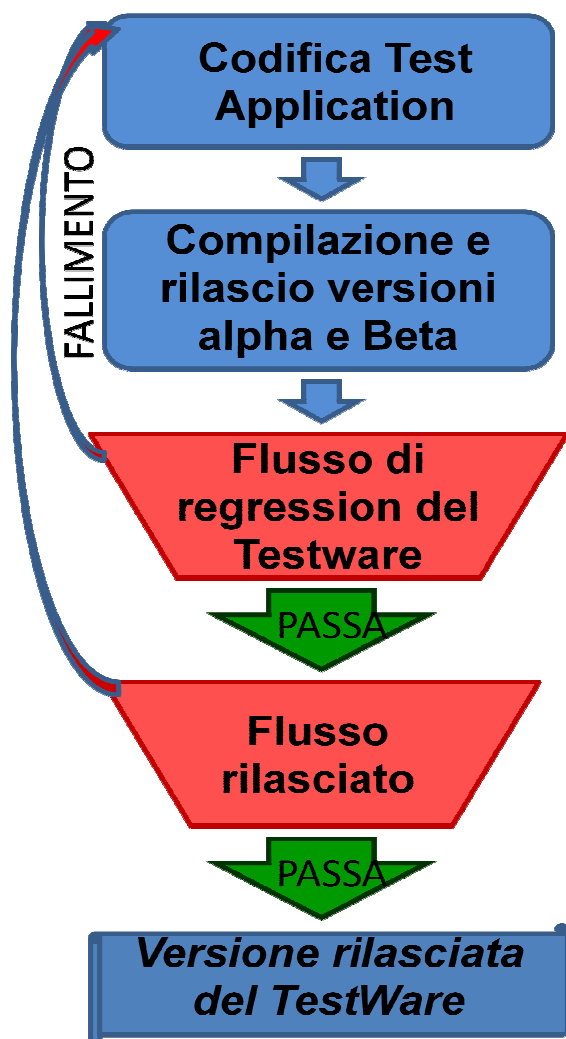 Codifica Test
Application
FALLIMENTO
Compilazione e
rilascio versioni
alpha e Beta
Flusso di
regression del
Testware
PASSA
Flusso
rilasciato
PASSA
Versione rilasciata
del TestWare